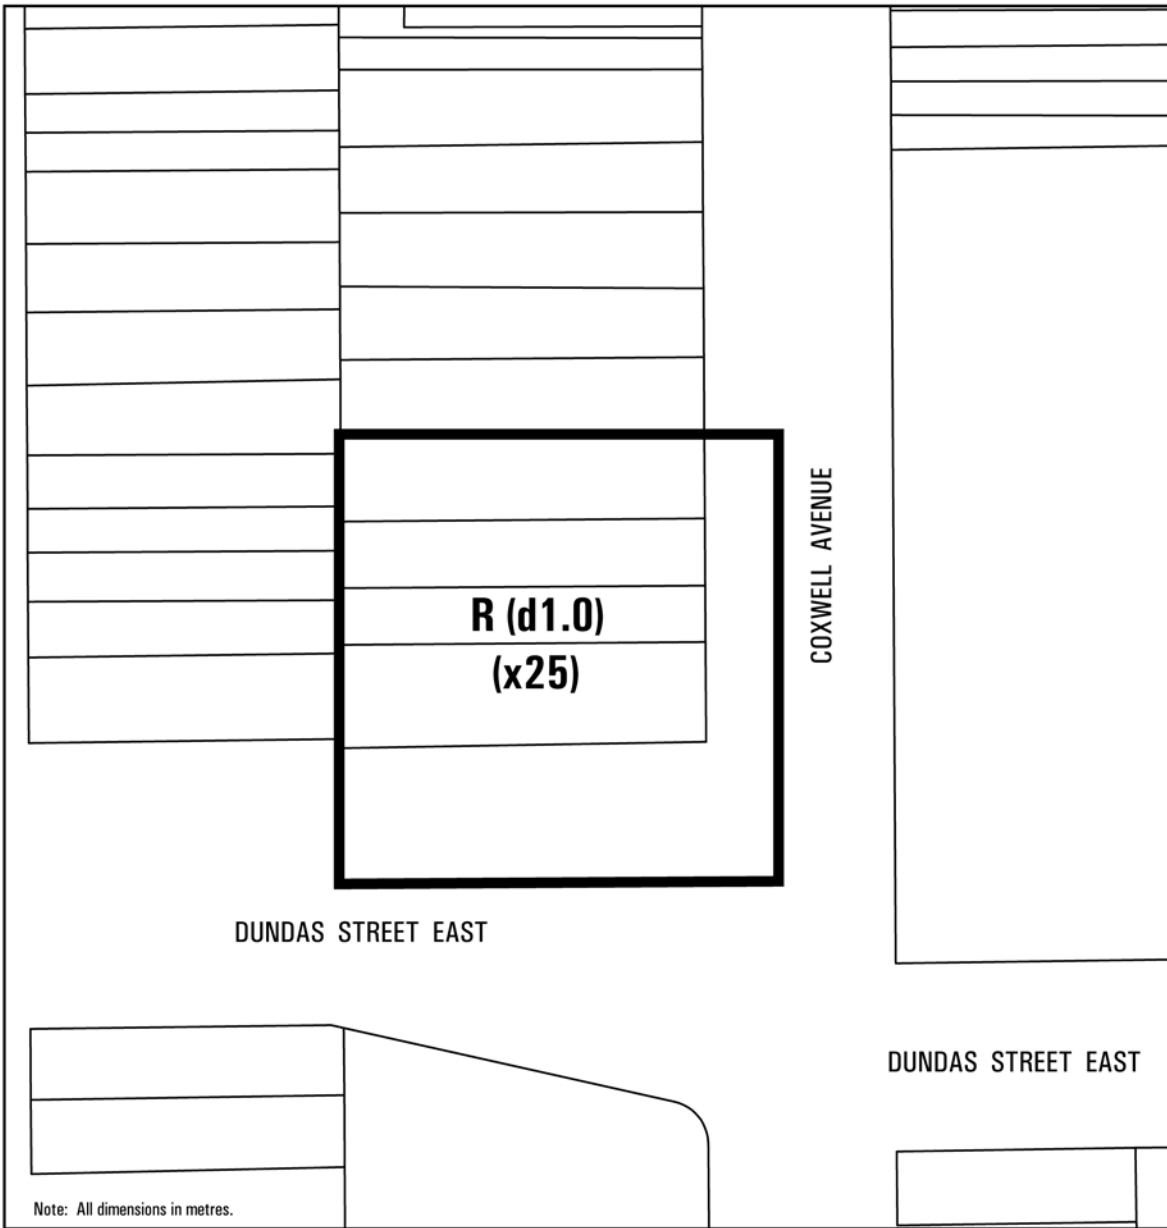 COXWELL AVENUE
R (d1.0)
(x25)
DUNDAS STREET EAST
DUNDAS STREET EAST
Note: All dimensions in metres.